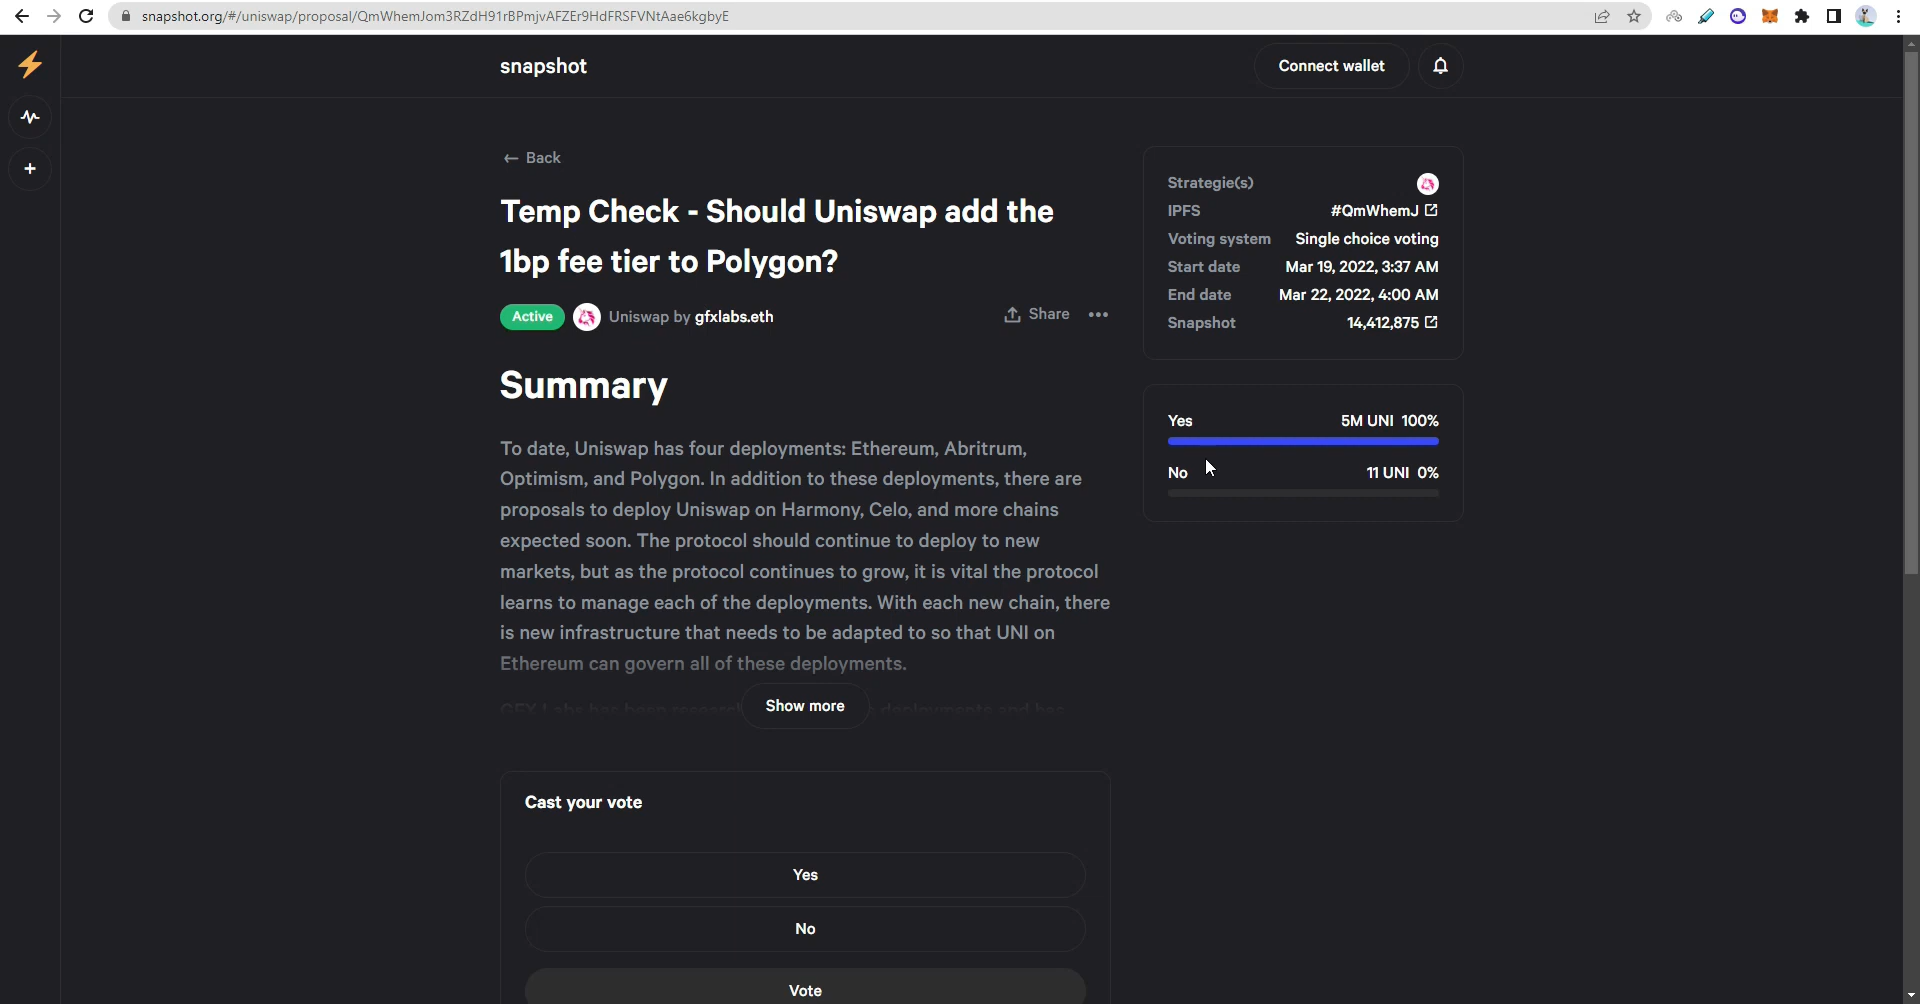 snapshot.org/#/uniswap/proposal/QmWhemJom3RZdH91rBPmjvAFZEr9HdFRSFVNtAae6kgbyE
snapshot
Connect wallet
← Back
Temp Check - Should Uniswap add the
1bp fee tier to Polygon?
Active Uniswap by gfxlabs.eth
Share
Summary
To date, Uniswap has four deployments: Ethereum, Abritrum,
Optimism, and Polygon. In addition to these deployments, there are
proposals to deploy Uniswap on Harmony, Celo, and more chains
expected soon. The protocol should continue to deploy to new
markets, but as the protocol continues to grow, it is vital the protocol
learns to manage each of the deployments. With each new chain, there
is new infrastructure that needs to be adapted to so that UNI on
Ethereum can govern all of these deployments.
GFX Labs has been deployments and has
Show more
Cast your vote
Yes
No
Vote
Strategie(s)
IPFS #QmWhemJ
Voting system Single choice voting
Start date Mar 19, 2022, 3:37 AM
End date Mar 22, 2022, 4:00 AM
Snapshot 14,412,875
Yes 5M UNI 100%
No 11 UNI 0%